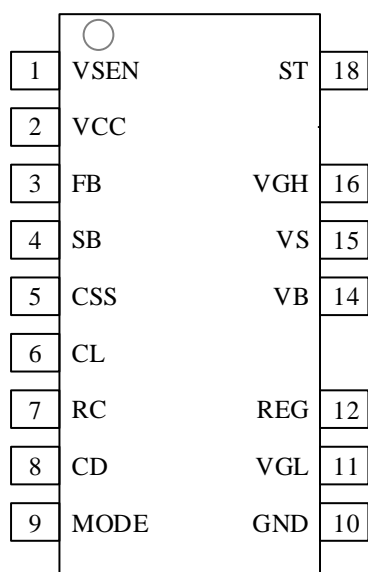 1 VSEN ST 18
2 VCC
3 FB VGH 16
4 SB VS 15
5 CSS VB 14
6 CL
7 RC REG 12
8 CD VGL 11
9 MODE GND 10